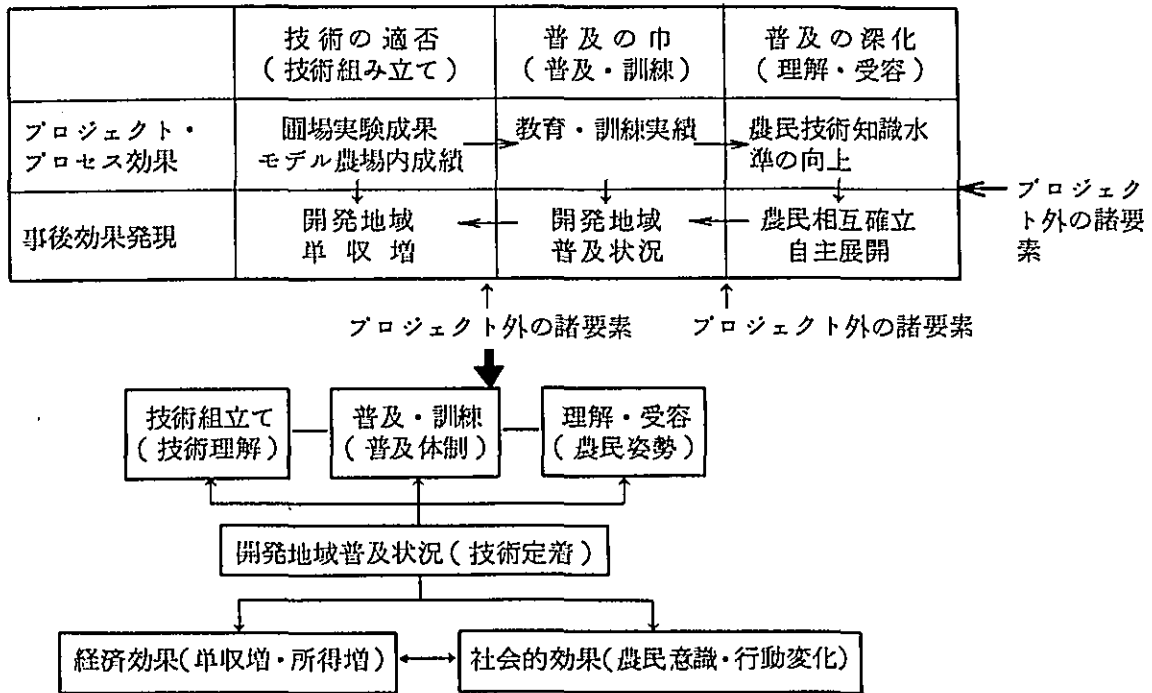 技術の適否
(技術組み立て)
普及の巾
(普及・訓練)
普及の深化
(理解・受容)
プロジェクト・
プロセス効果
圃場実験成果
モデル農場内成績
教育・訓練実績
農民技術知識水
準の向上
事後効果発現
開発地域
単収増
開発地域
普及状況
農民相互確立
自主展開
プロジェク
ト外の諸要
素
プロジェクト外の諸要素
プロジェクト外の諸要素
技術組立て
(技術理解)
普及・訓練
(普及体制)
理解・受容
(農民姿勢)
開発地域普及状況(技術定着)
経済効果(単収増・所得増)
社会的効果(農民意識・行動変化)